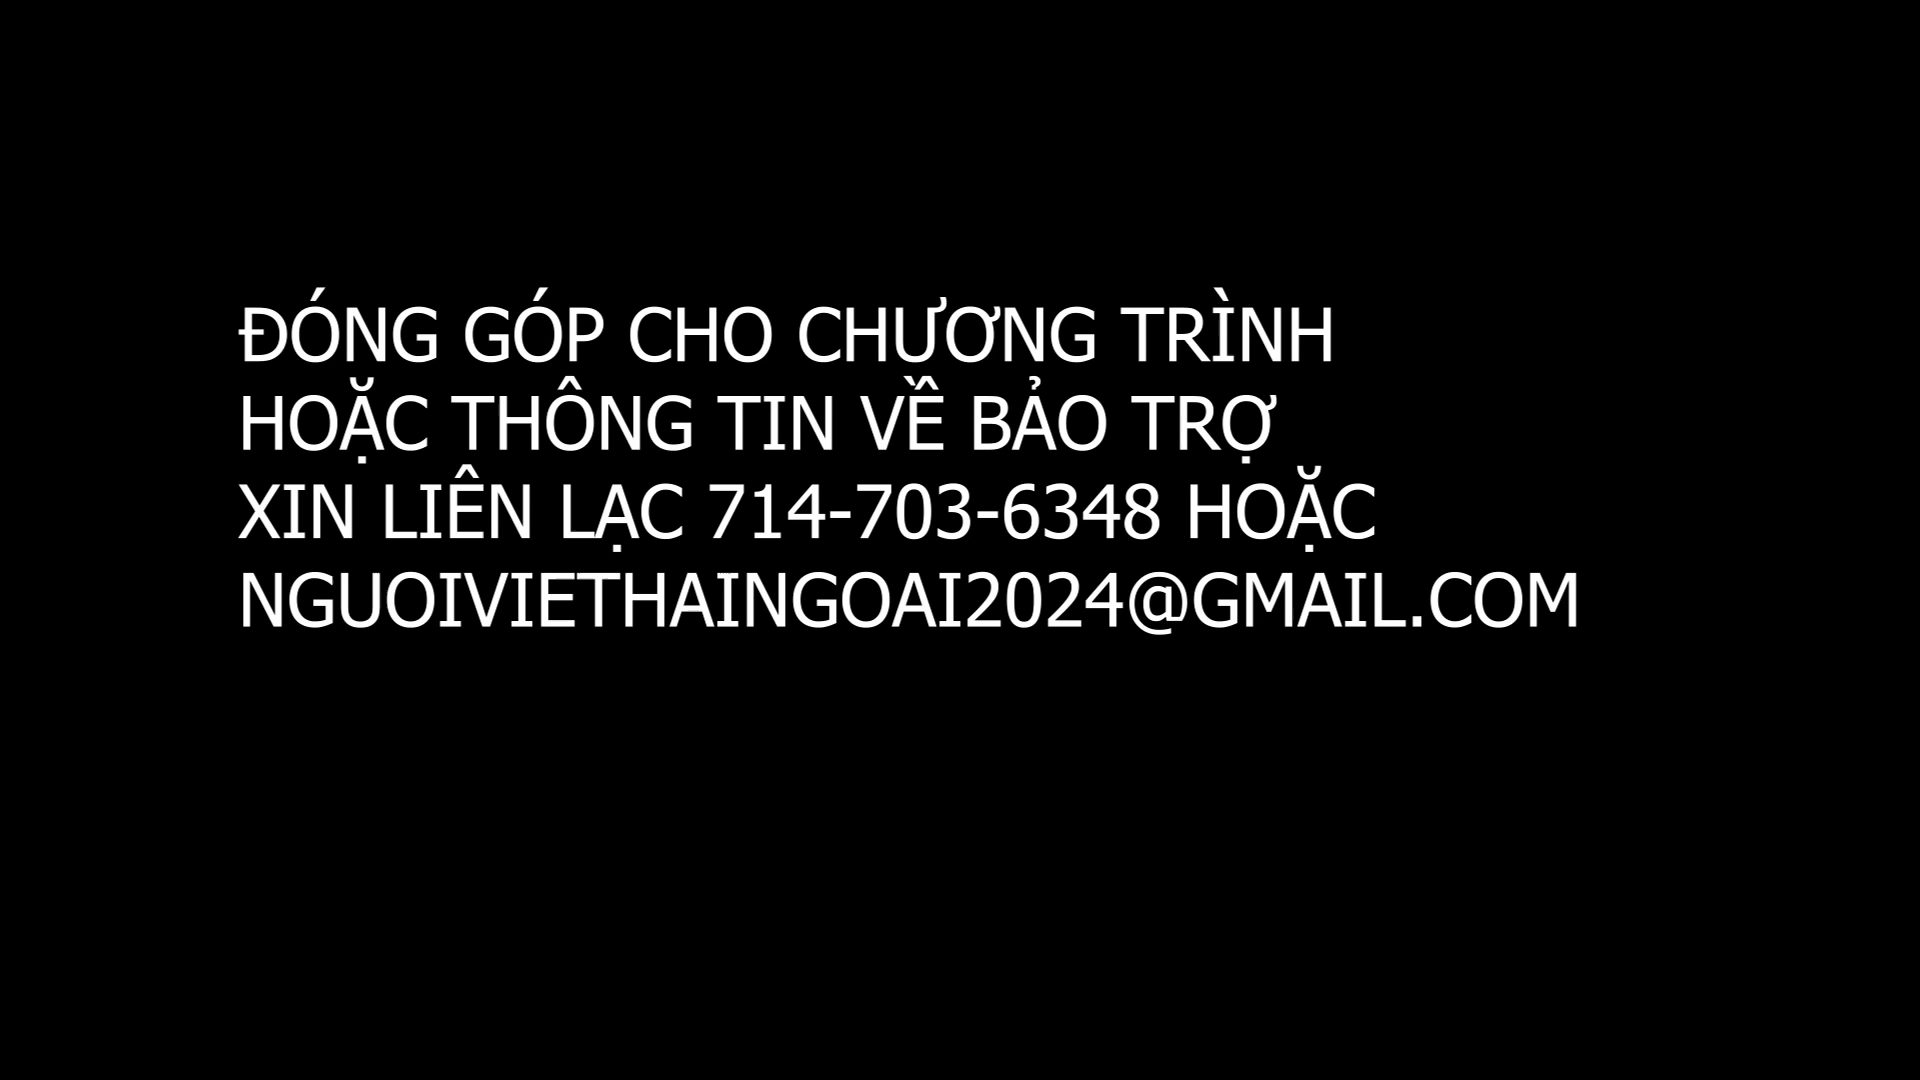 ĐÓNG GÓP CHO CHƯƠNG TRÌNH
HOẶC THÔNG TIN VỀ BẢO TRỢ
XIN LIÊN LẠC 714-703-6348 HOẶC
NGUOIVIETHAINGOAI2024@GMAIL.COM